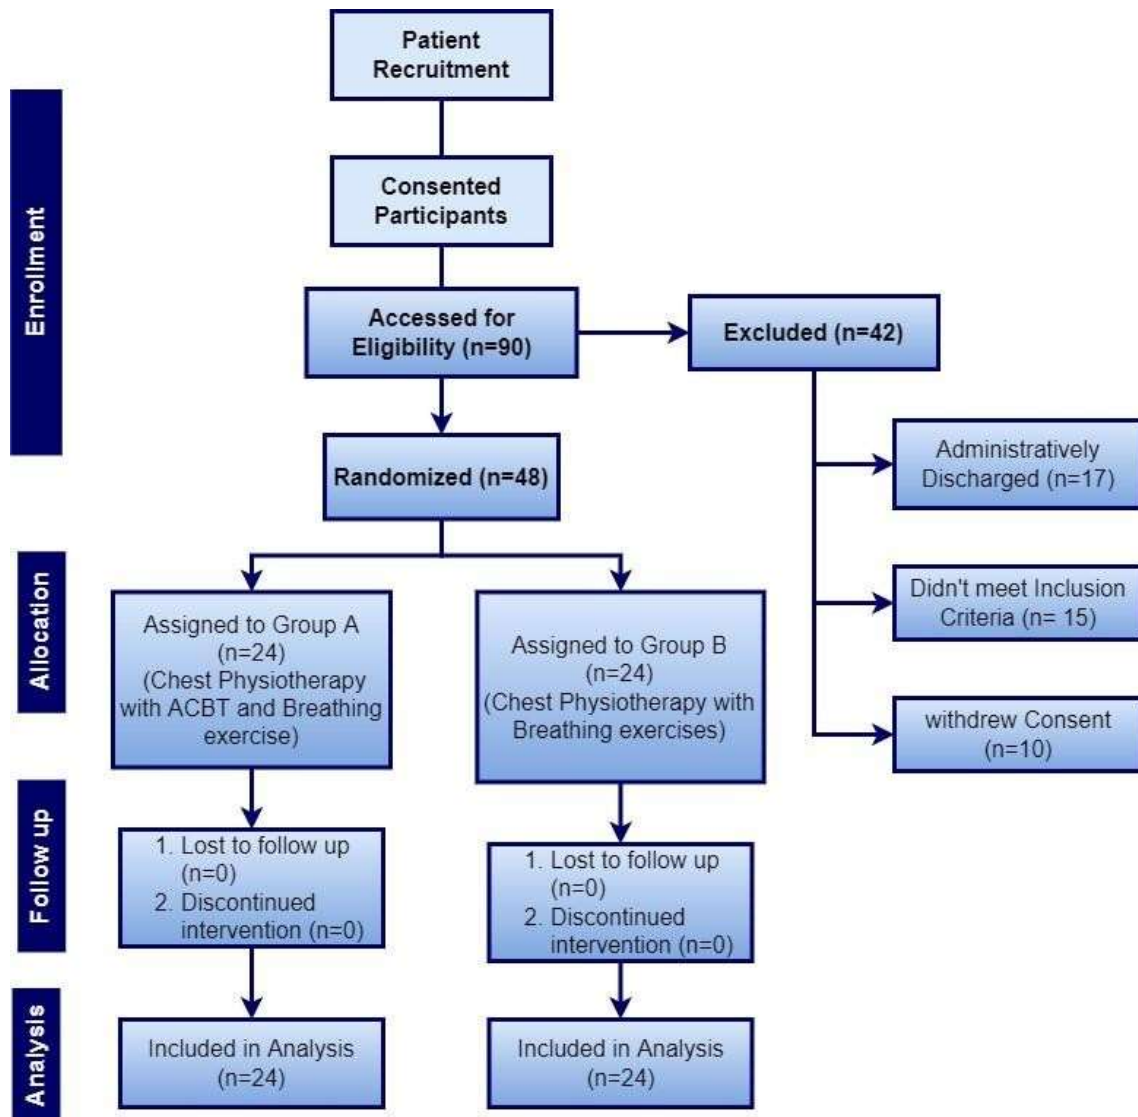 Patient
Recruitment
Enrollment
Consented
Participants
Accessed for
Eligibility (n=90)
Excluded (n=42)
Randomized (n=48)
Administratively
Discharged (n=17)
Didn't meet Inclusion
Criteria (n= 15)
withdrew Consent
(n=10)
Allocation
Assigned to Group A
(n=24)
(Chest Physiotherapy
with ACBT and Breathing
exercise)
Assigned to Group B
(n=24)
(Chest Physiotherapy with
Breathing exercises)
Follow up
1. Lost to follow up
(n=0)
2. Discontinued
intervention (n=0)
1. Lost to follow up
(n=0)
2. Discontinued
intervention (n=0)
Analysis
Included in Analysis
(n=24)
Included in Analysis
(n=24)